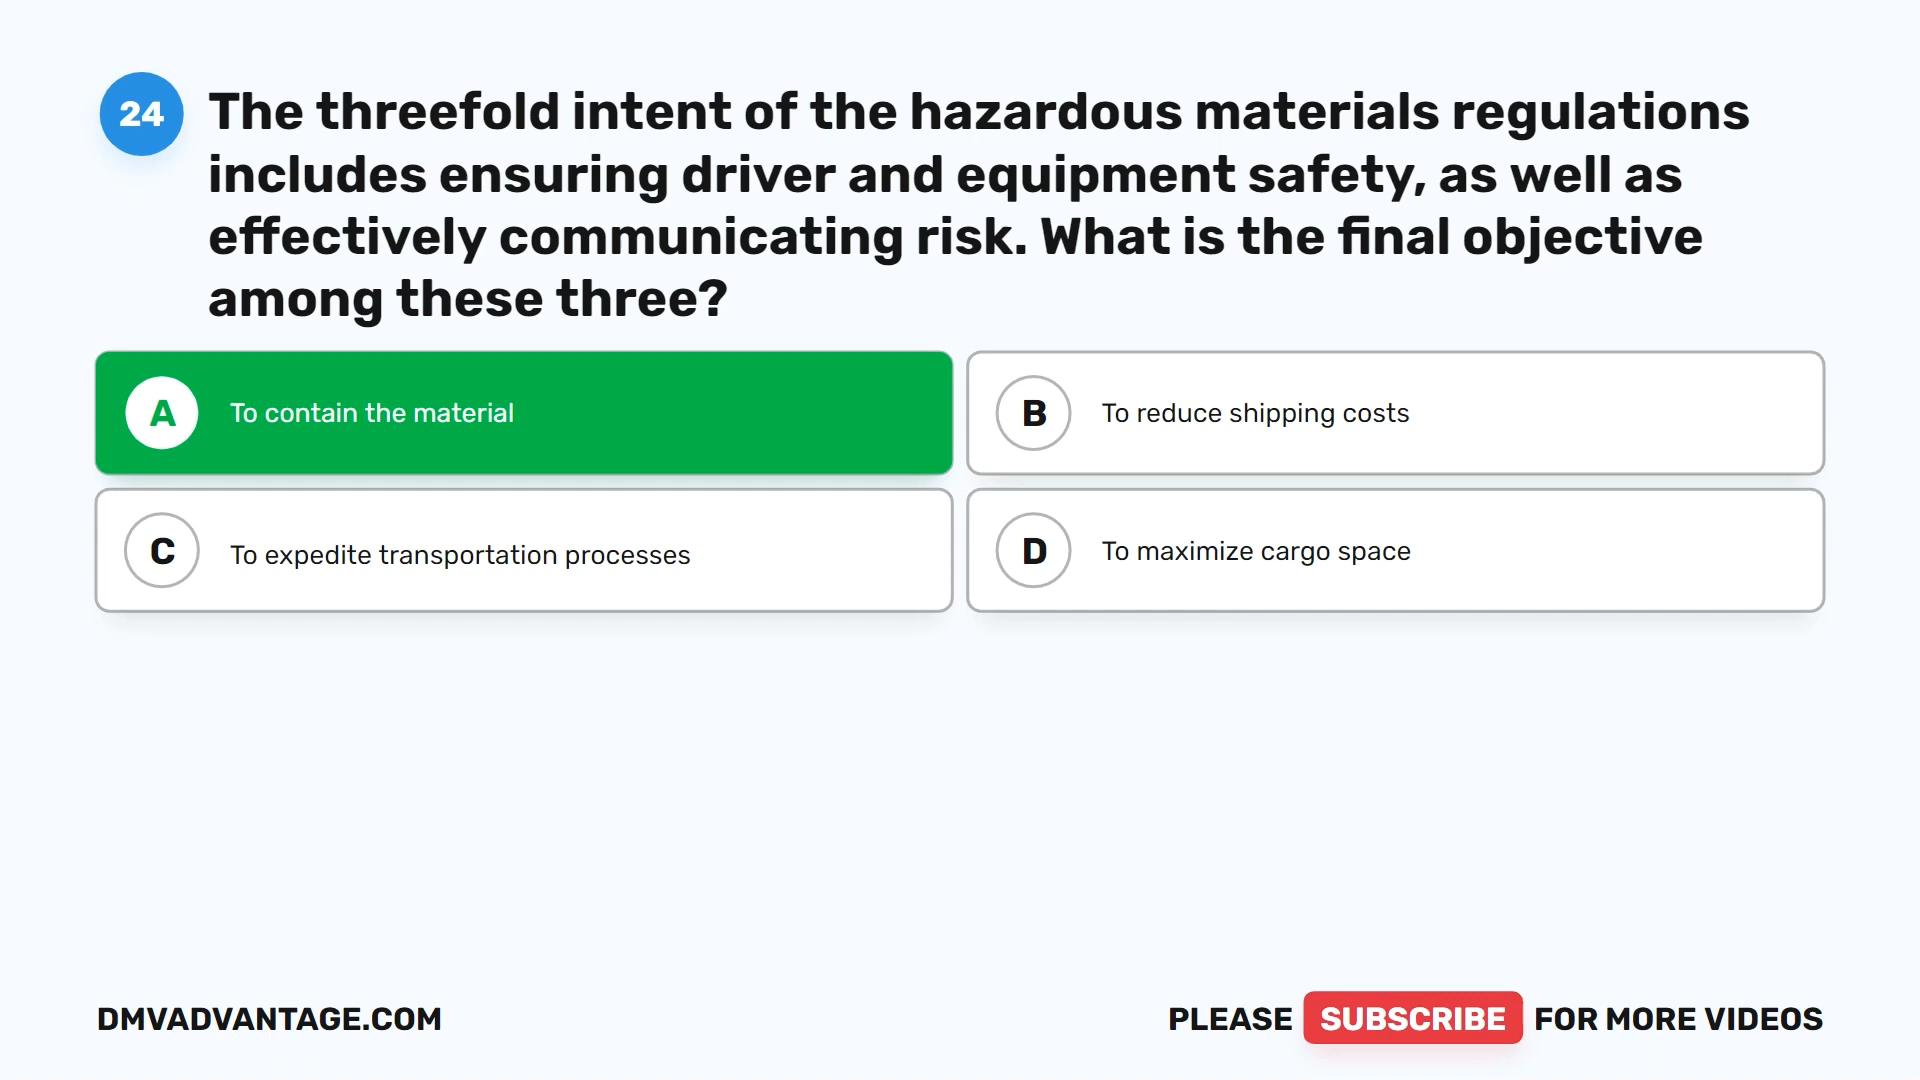 24
The threefold intent of the hazardous materials regulations
includes ensuring driver and equipment safety, as well as
effectively communicating risk. What is the final objective
among these three?
A To contain the material
B To reduce shipping costs
C To expedite transportation processes
D To maximize cargo space
DMVADVANTAGE.COM
PLEASE SUBSCRIBE FOR MORE VIDEOS